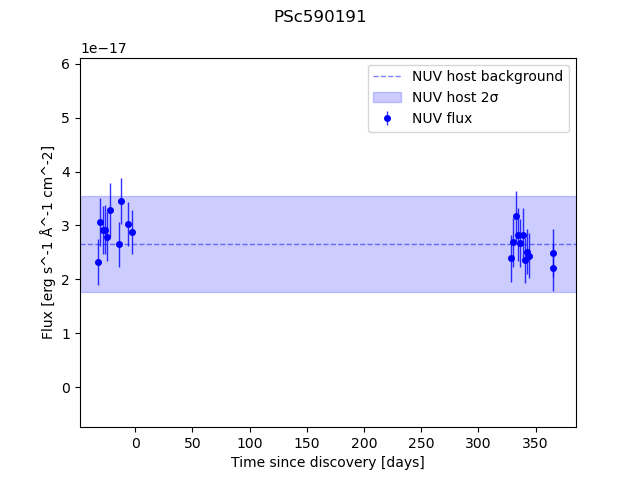 PSc590191
1e−17
NUV host background
NUV host 2σ
NUV flux
6
5
4
3
2
1
0
Flux [erg s^-1 Å^-1 cm^-2]
0 50 100 150 200 250 300 350
Time since discovery [days]